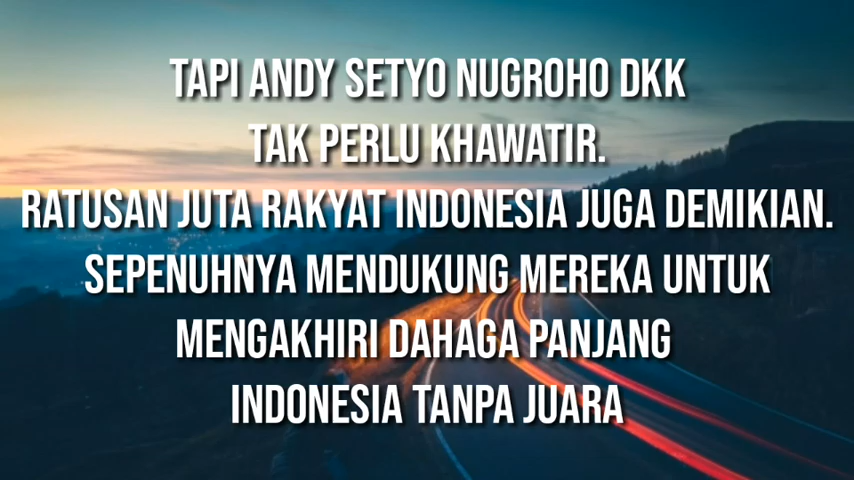 TAPI ANDY SETYO NUGROHO DKK
TAK PERLU KHAWATIR.
RATUSAN JUTA RAKYAT INDONESIA JUGA DEMIKIAN.
SEPENUHNYA MENDUKUNG MEREKA UNTUK
MENGAKHIRI DAHAGA PANJANG
INDONESIA TANPA JUARA